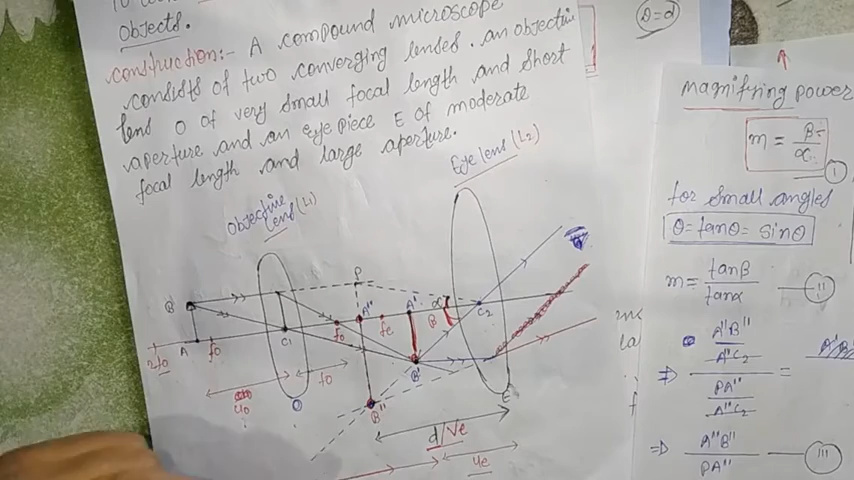 objects.
construction:- A compound microscope
consists of two converging lenses. an objective
lens O of very small focal length and short
aperture and an eye piece E of moderate
focal length and large aperture.
Objective
lens (L1)
Eye lens (L2)
B
P
A
2fo
fo
C1
fo
A''
fe
A'
α
β
C2
uo
fo
O
B'
B''
E
d/Ve
ue
D=d
magnifying power
m = β/α
I
for small angles
θ=tanθ= sinθ
m= tanβ/tanα
II
⇒ A''B''/A''C2 / PA''/A''C2 =
⇒ A''B''/PA''
III